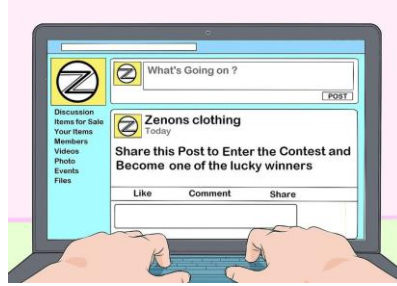 What's Going on ?
POST
Discussion
Items for Sale
Your Items
Members
Videos
Photo
Events
Files
Zenons clothing
Today
Share this Post to Enter the Contest and
Become one of the lucky winners
Like Comment Share